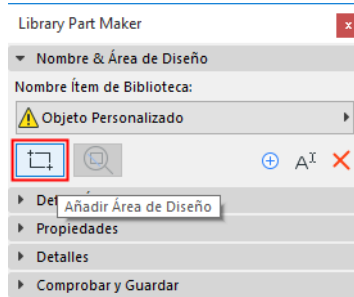 Library Part Maker
x
Nombre & Área de Diseño
Nombre Ítem de Biblioteca:
Objeto Personalizado
Añadir Área de Diseño
Propiedades
Detalles
Comprobar y Guardar